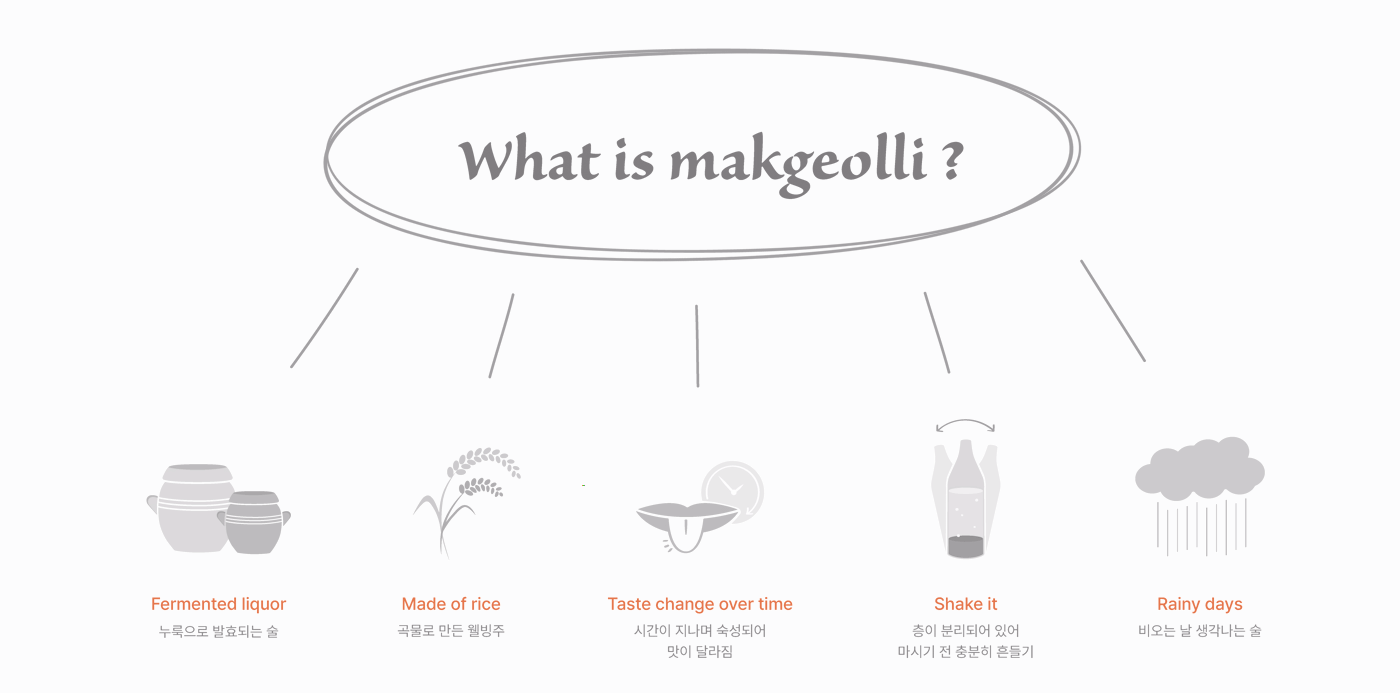 What is makgeolli ?
Fermented liquor
누룩으로 발효되는 술
Made of rice
곡물로 만든 웰빙주
Taste change over time
시간이 지나며 숙성되어
맛이 달라짐
Shake it
층이 분리되어 있어
마시기 전 충분히 흔들기
Rainy days
비오는 날 생각나는 술